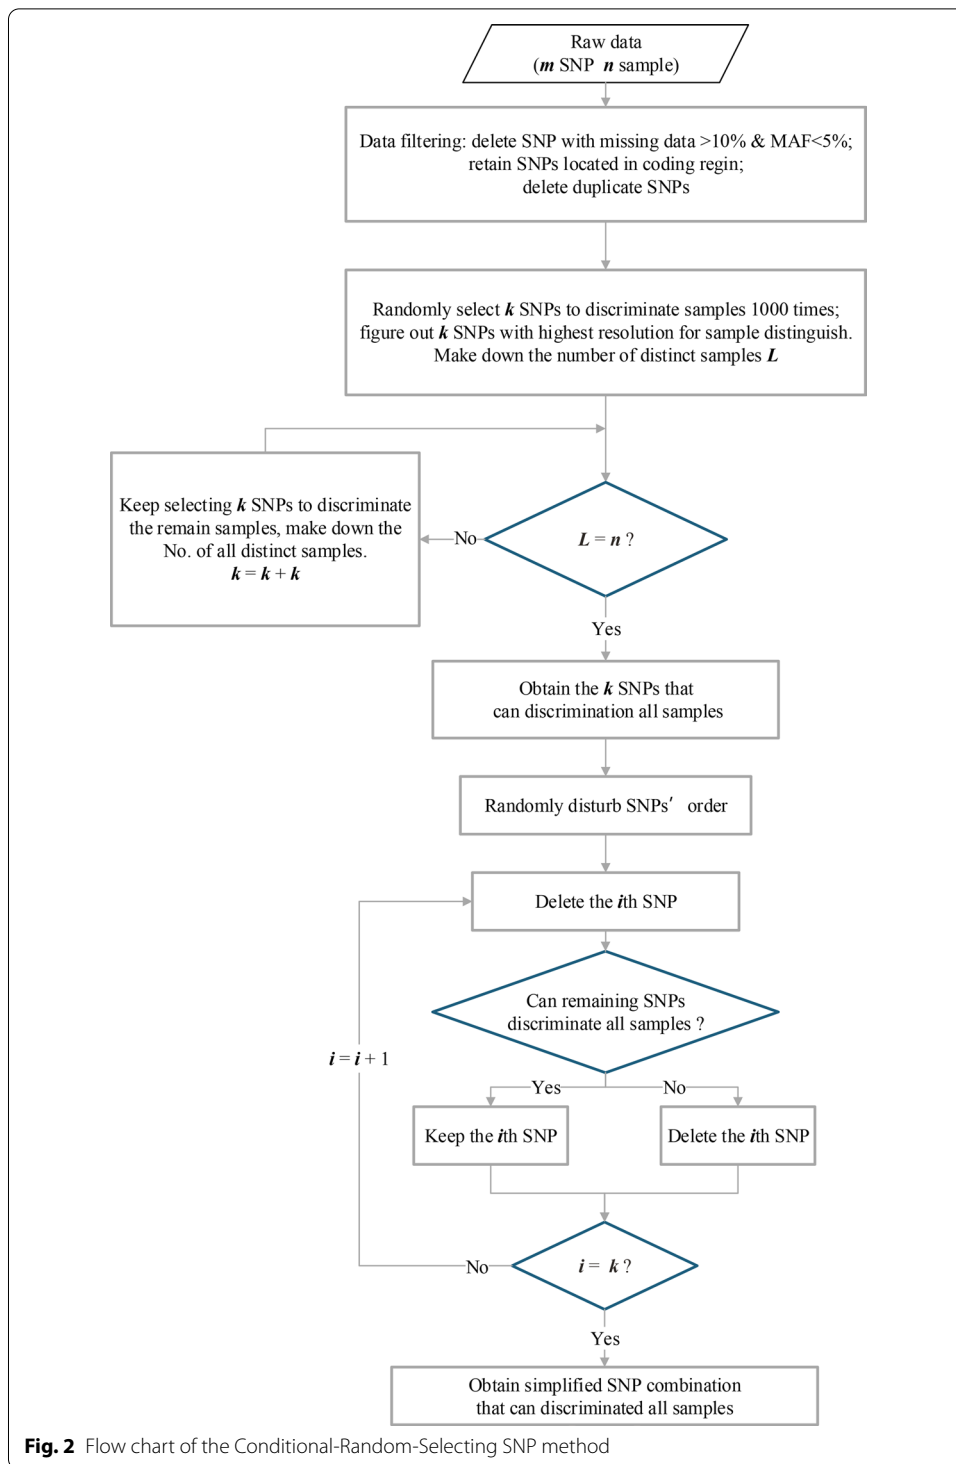 Raw data
(m SNP n sample)
Data filtering: delete SNP with missing data >10% & MAF<5%;
retain SNPs located in coding regin;
delete duplicate SNPs
Randomly select k SNPs to discriminate samples 1000 times;
figure out k SNPs with highest resolution for sample distinguish.
Make down the number of distinct samples L
Keep selecting k SNPs to discriminate
the remain samples, make down the
No. of all distinct samples.
k = k + k
No
L = n ?
Yes
Obtain the k SNPs that
can discrimination all samples
Randomly disturb SNPs′ order
Delete the ith SNP
Can remaining SNPs
discriminate all samples ?
i = i + 1
Yes
No
Keep the ith SNP
Delete the ith SNP
No
i = k ?
Yes
Obtain simplified SNP combination
that can discriminated all samples
Fig. 2 Flow chart of the Conditional-Random-Selecting SNP method